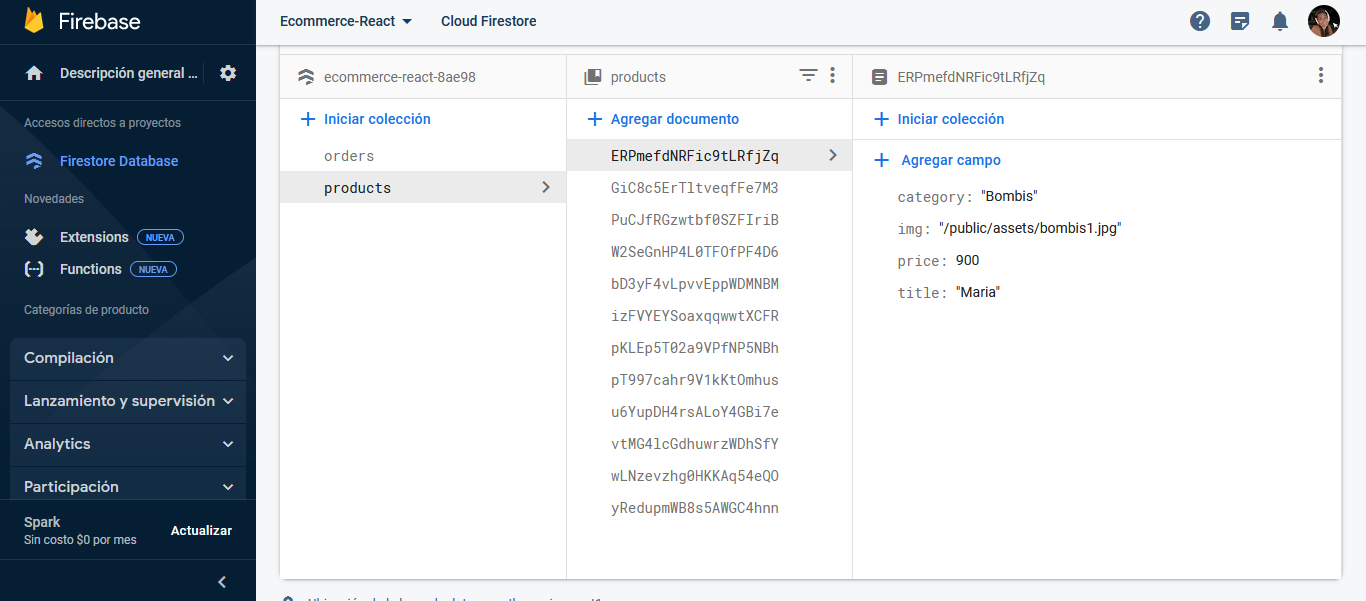 Firebase
Ecommerce-React
Cloud Firestore
Descripción general ...
Accesos directos a proyectos
Firestore Database
Novedades
Extensions NUEVA
Functions NUEVA
Categorías de producto
Compilación
Lanzamiento y supervisión
Analytics
Participación
Spark
Sin costo $0 por mes
Actualizar
ecommerce-react-8ae98
Iniciar colección
orders
products
products
Agregar documento
ERPmefdNRFic9tLRfjZq
GiC8c5ErTltveqfFe7M3
PuCJfRGzwtbf0SZFIriB
W2SeGnHP4L0TFOfPF4D6
bD3yF4vLpvvEppWDMNBM
izFVYEYSoaxqqwwtXCFR
pKLEp5T02a9VPfNP5NBh
pT997cahr9V1kKtOmhus
u6YupDH4rsALoY4GBi7e
vtMG4lcGdhuwrzWDhSfY
wLNzevzhg0HKKAq54eQO
yRedupmWB8s5AWGC4hnn
ERPmefdNRFic9tLRfjZq
Iniciar colección
Agregar campo
category: "Bombis"
img: "/public/assets/bombis1.jpg"
price: 900
title: "Maria"